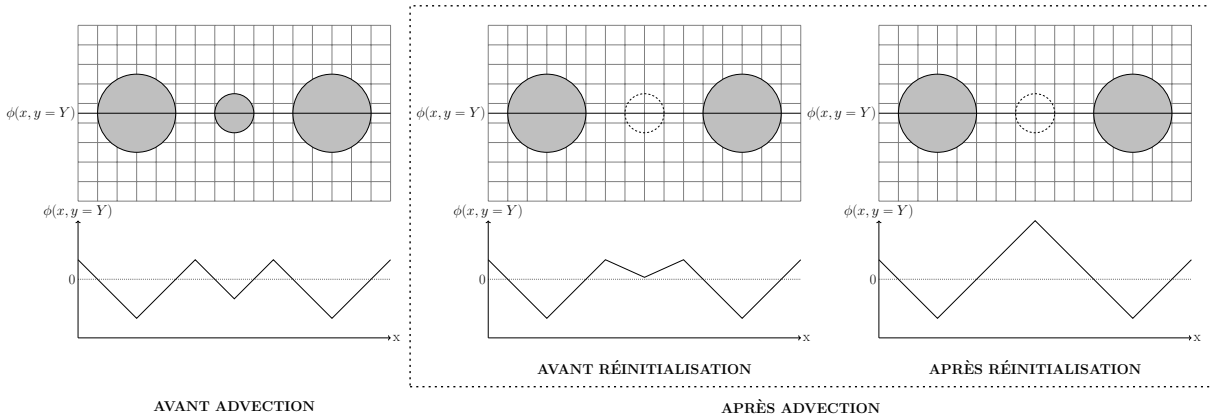 ϕ(x, y = Y)
ϕ(x, y = Y)
0
x
AVANT ADVECTION
ϕ(x, y = Y)
ϕ(x, y = Y)
0
x
AVANT RÉINITIALISATION
ϕ(x, y = Y)
ϕ(x, y = Y)
0
x
APRÈS RÉINITIALISATION
APRÈS ADVECTION